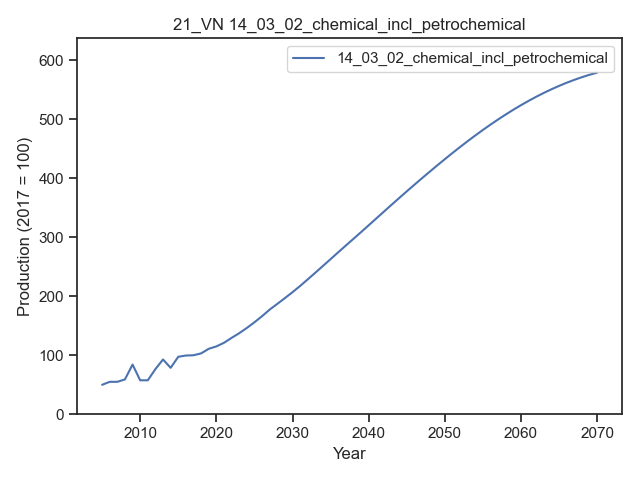 21_VN 14_03_02_chemical_incl_petrochemical
14_03_02_chemical_incl_petrochemical
Production (2017 = 100)
600
500
400
300
200
100
0
2010 2020 2030 2040 2050 2060 2070
Year